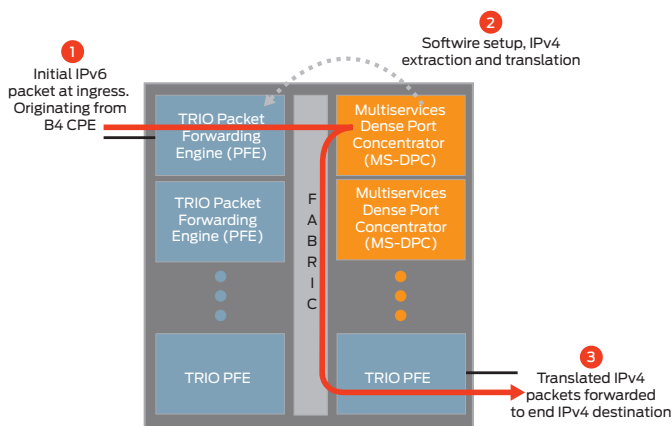 1
Initial IPv6
packet at ingress.
Originating from
B4 CPE
2
Softwire setup, IPv4
extraction and translation
TRIO Packet
Forwarding
Engine (PFE)
TRIO Packet
Forwarding
Engine (PFE)
TRIO PFE
F
A
B
R
I
C
Multiservices
Dense Port
Concentrator
(MS-DPC)
Multiservices
Dense Port
Concentrator
(MS-DPC)
TRIO PFE
3
Translated IPv4
packets forwarded
to end IPv4 destination